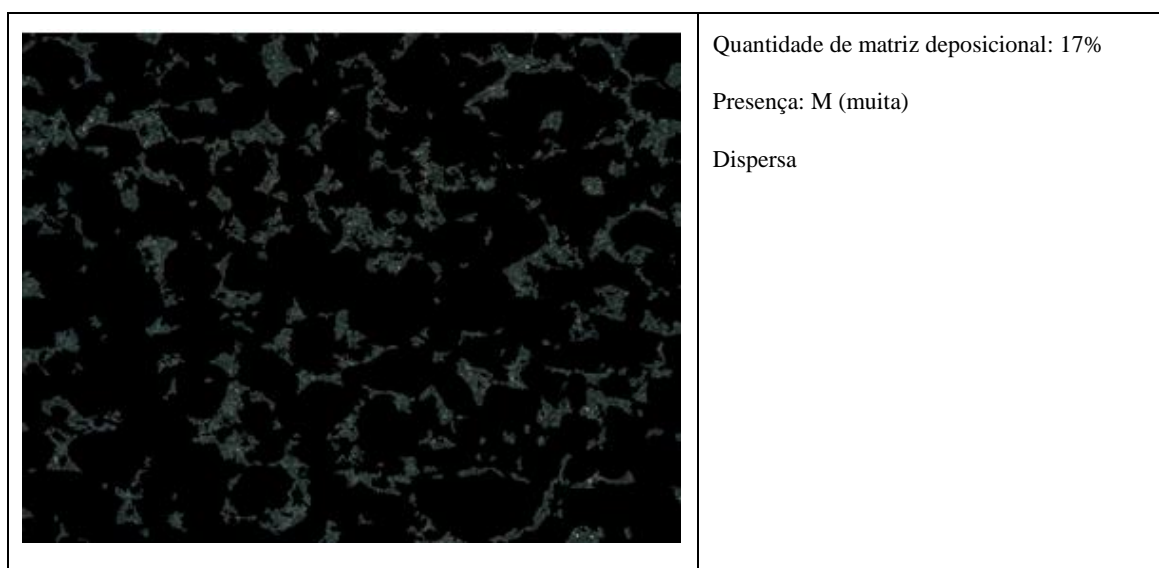 Quantidade de matriz deposicional: 17%
Presença: M (muita)
Dispersa